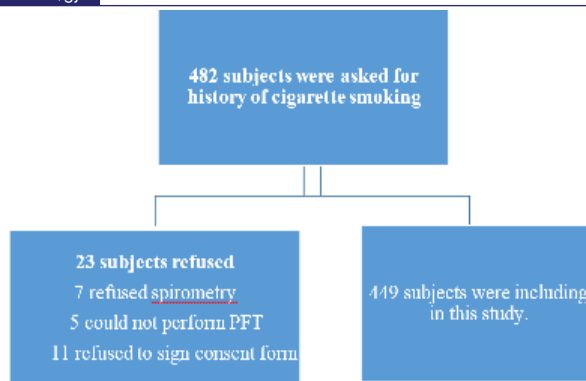 482 subjects were asked for
history of cigarette smoking
23 subjects refused
7 refused spirometry
5 could not perform PFT
11 refused to sign consent form
449 subjects were including
in this study.